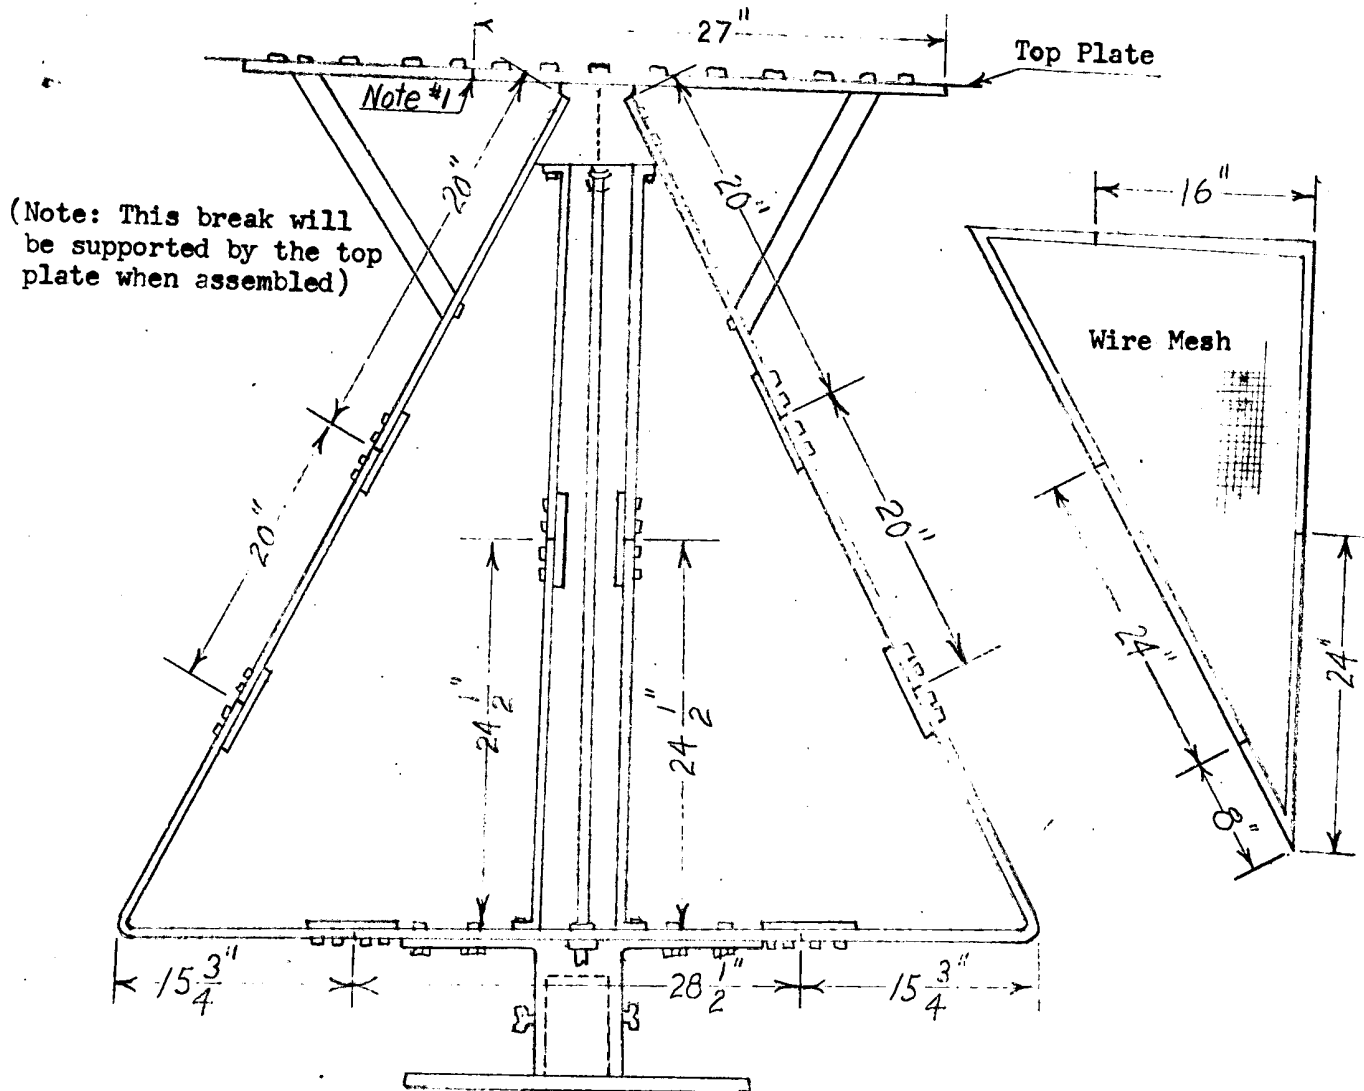 27"
Top Plate
Note #1
20"
20"
16"
(Note: This break will
be supported by the top
plate when assembled)
Wire Mesh
20"
20"
24 1/2"
24 1/2"
24"
24"
8"
15 3/4"
28 1/2"
15 3/4"